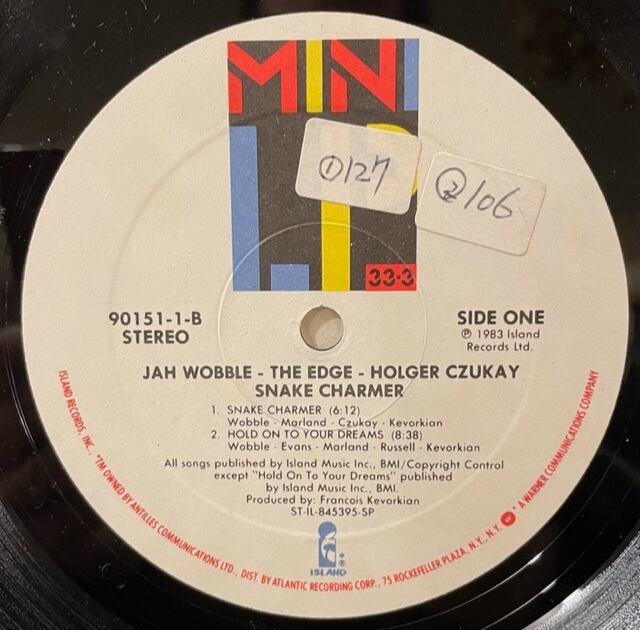 MINI
LP
33⅓
①127
②106
90151-1-B
STEREO
SIDE ONE
℗ 1983 Island
Records Ltd.
JAH WOBBLE - THE EDGE - HOLGER CZUKAY
SNAKE CHARMER
1. SNAKE CHARMER (6:12)
Wobble - Marland - Czukay - Kevorkian
2. HOLD ON TO YOUR DREAMS (8:38)
Wobble - Evans - Marland - Russell - Kevorkian
All songs published by Island Music Inc., BMI/Copyright Control
except "Hold On To Your Dreams" published
by Island Music Inc., BMI.
Produced by: Francois Kevorkian
ST-IL-845395-SP
ISLAND®
ISLAND RECORDS, INC., *TM OWNED BY ANTILLES COMMUNICATIONS LTD., DIST. BY ATLANTIC RECORDING CORP., 75 ROCKEFELLER PLAZA, N.Y., N.Y. * A WARNER COMMUNICATIONS COMPANY